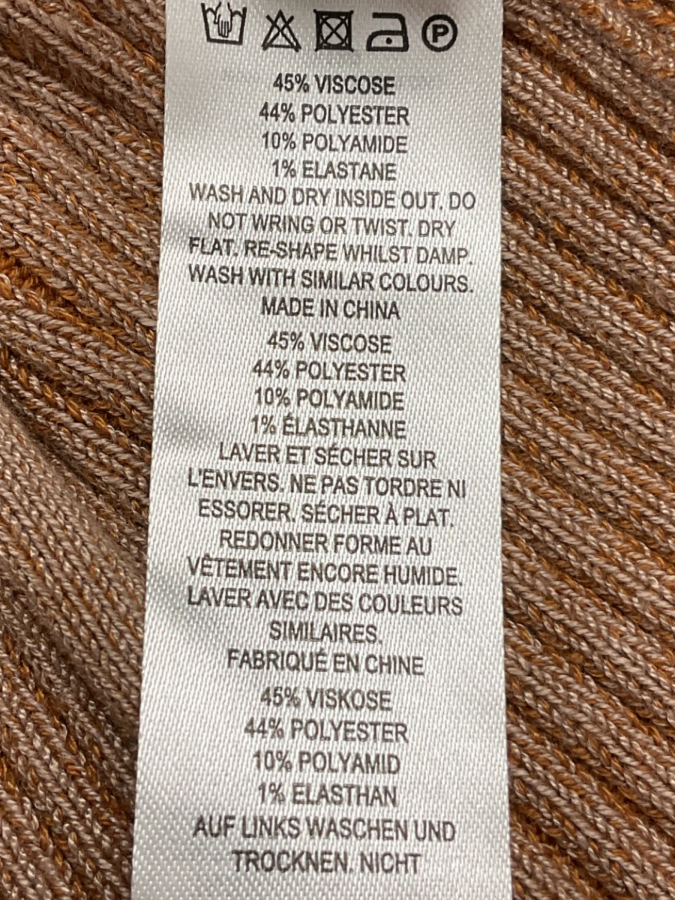 P
45% VISCOSE
44% POLYESTER
10% POLYAMIDE
1% ELASTANE
WASH AND DRY INSIDE OUT. DO
NOT WRING OR TWIST. DRY
FLAT. RE-SHAPE WHILST DAMP.
WASH WITH SIMILAR COLOURS.
MADE IN CHINA
45% VISCOSE
44% POLYESTER
10% POLYAMIDE
1% ÉLASTHANNE
LAVER ET SÉCHER SUR
L'ENVERS. NE PAS TORDRE NI
ESSORER. SÉCHER À PLAT.
REDONNER FORME AU
VÊTEMENT ENCORE HUMIDE.
LAVER AVEC DES COULEURS
SIMILAIRES.
FABRIQUÉ EN CHINE
45% VISKOSE
44% POLYESTER
10% POLYAMID
1% ELASTHAN
AUF LINKS WASCHEN UND
TROCKNEN. NICHT